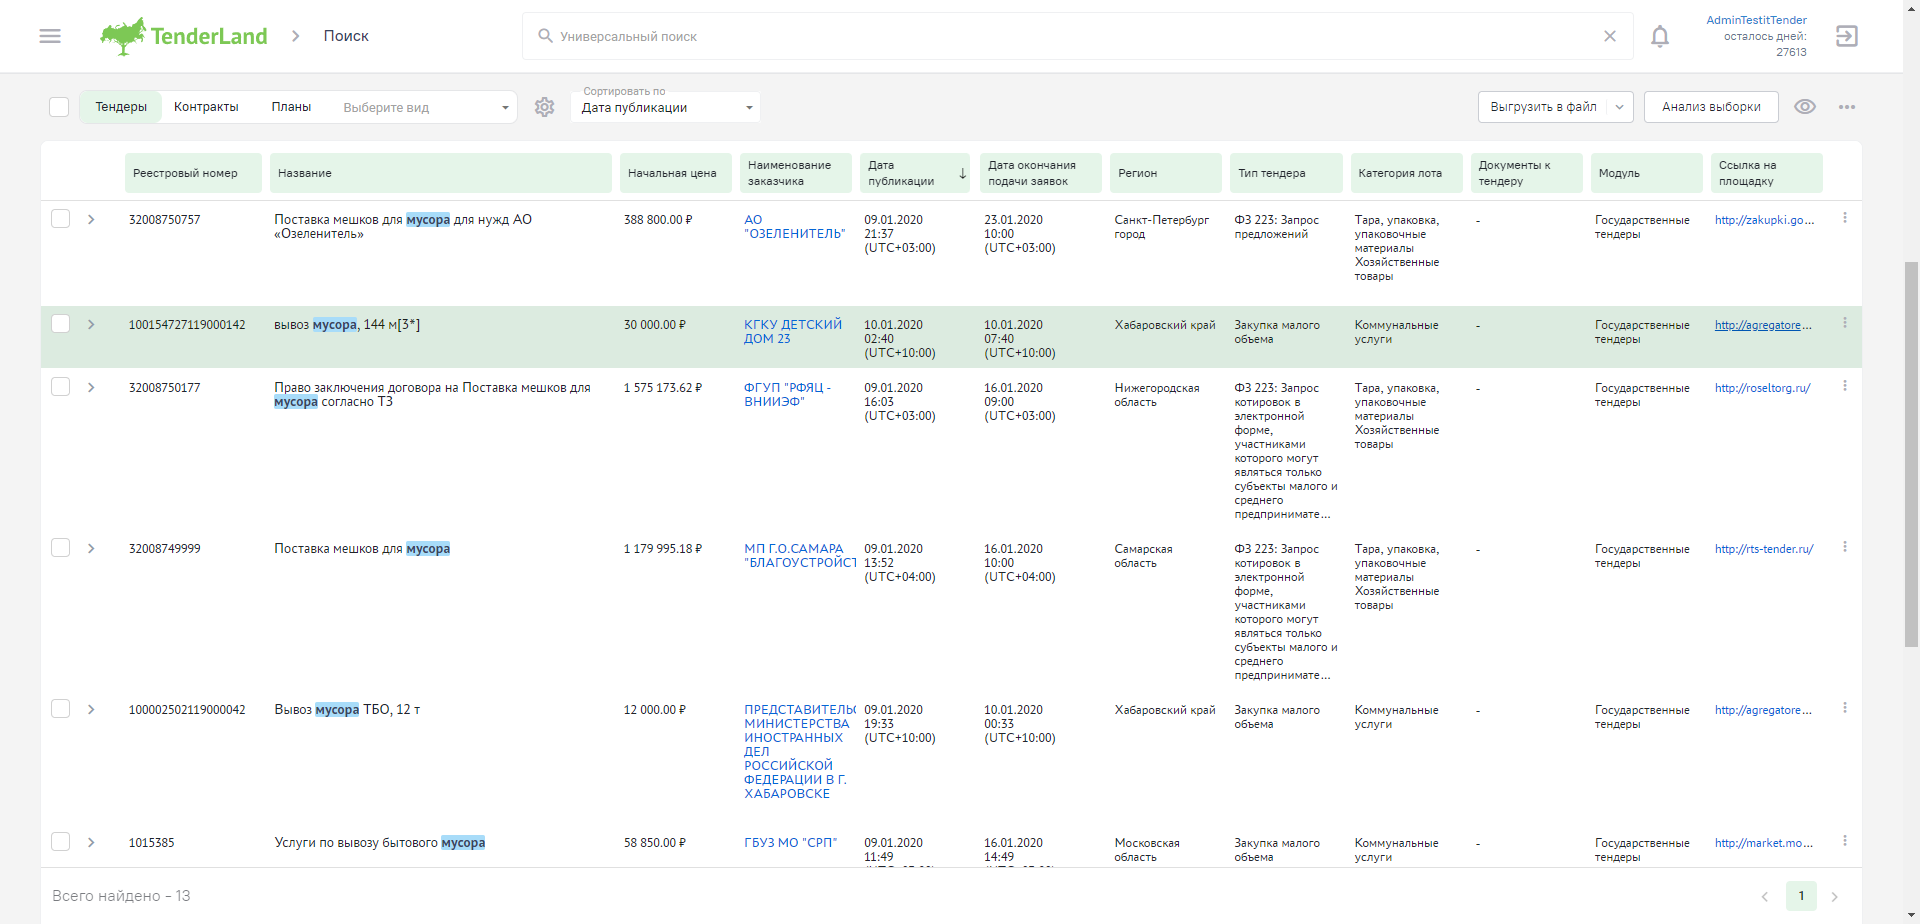 TenderLand
Поиск
Универсальный поиск
AdminTestitTender
осталось дней:
27613
Тендеры
Контракты
Планы
Выберите вид
Сортировать по
Дата публикации
Выгрузить в файл
Анализ выборки
Реестровый номер
Название
Начальная цена
Наименование
заказчика
Дата
публикации
Дата окончания
подачи заявок
Регион
Тип тендера
Категория лота
Документы к
тендеру
Модуль
Ссылка на
площадку
32008750757
Поставка мешков для мусора для нужд АО
«Озеленитель»
388 800.00 ₽
АО
"ОЗЕЛЕНИТЕЛЬ"
09.01.2020
21:37
(UTC+03:00)
23.01.2020
10:00
(UTC+03:00)
Санкт-Петербург
город
ФЗ 223: Запрос
предложений
Тара, упаковка,
упаковочные
материалы
Хозяйственные
товары
-
Государственные
тендеры
http://zakupki.go...
100154727119000142
вывоз мусора, 144 м[3*]
30 000.00 ₽
КГКУ ДЕТСКИЙ
ДОМ 23
10.01.2020
02:40
(UTC+10:00)
10.01.2020
07:40
(UTC+10:00)
Хабаровский край
Закупка малого
объема
Коммунальные
услуги
-
Государственные
тендеры
http://agregatore...
32008750177
Право заключения договора на Поставка мешков для
мусора согласно ТЗ
1 575 173.62 ₽
ФГУП "РФЯЦ -
ВНИИЭФ"
09.01.2020
16:03
(UTC+03:00)
16.01.2020
09:00
(UTC+03:00)
Нижегородская
область
ФЗ 223: Запрос
котировок в
электронной
форме,
участниками
которого могут
являться только
субъекты малого и
среднего
предпринимате...
Тара, упаковка,
упаковочные
материалы
Хозяйственные
товары
-
Государственные
тендеры
http://roseltorg.ru/
32008749999
Поставка мешков для мусора
1 179 995.18 ₽
МП Г.О.САМАРА
"БЛАГОУСТРОЙСТ
09.01.2020
13:52
(UTC+04:00)
16.01.2020
10:00
(UTC+04:00)
Самарская
область
ФЗ 223: Запрос
котировок в
электронной
форме,
участниками
которого могут
являться только
субъекты малого и
среднего
предпринимате...
Тара, упаковка,
упаковочные
материалы
Хозяйственные
товары
-
Государственные
тендеры
http://rts-tender.ru/
100002502119000042
Вывоз мусора ТБО, 12 т
12 000.00 ₽
ПРЕДСТАВИТЕЛЬС
МИНИСТЕРСТВА
ИНОСТРАННЫХ
ДЕЛ
РОССИЙСКОЙ
ФЕДЕРАЦИИ В Г.
ХАБАРОВСКЕ
09.01.2020
19:33
(UTC+10:00)
10.01.2020
00:33
(UTC+10:00)
Хабаровский край
Закупка малого
объема
Коммунальные
услуги
-
Государственные
тендеры
http://agregatore...
1015385
Услуги по вывозу бытового мусора
58 850.00 ₽
ГБУЗ МО "СРП"
09.01.2020
11:49
16.01.2020
14:49
Московская
область
Закупка малого
объема
Коммунальные
услуги
-
Государственные
тендеры
http://market.mo...
Всего найдено - 13
1